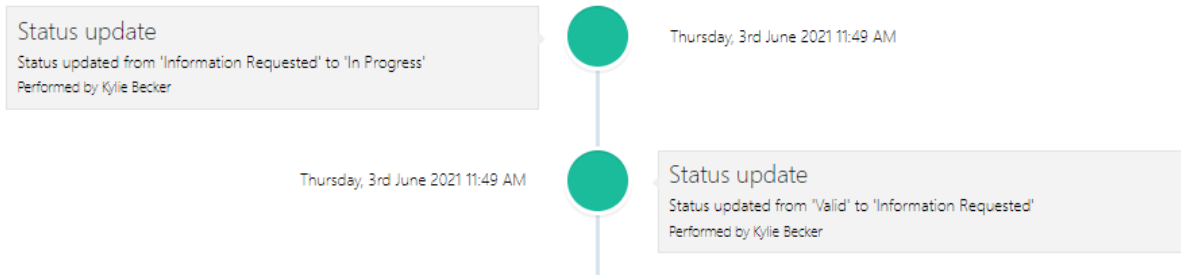 Status update
Status updated from 'Information Requested' to 'In Progress'
Performed by Kylie Becker
Thursday, 3rd June 2021 11:49 AM
Thursday, 3rd June 2021 11:49 AM
Status update
Status updated from 'Valid' to 'Information Requested'
Performed by Kylie Becker